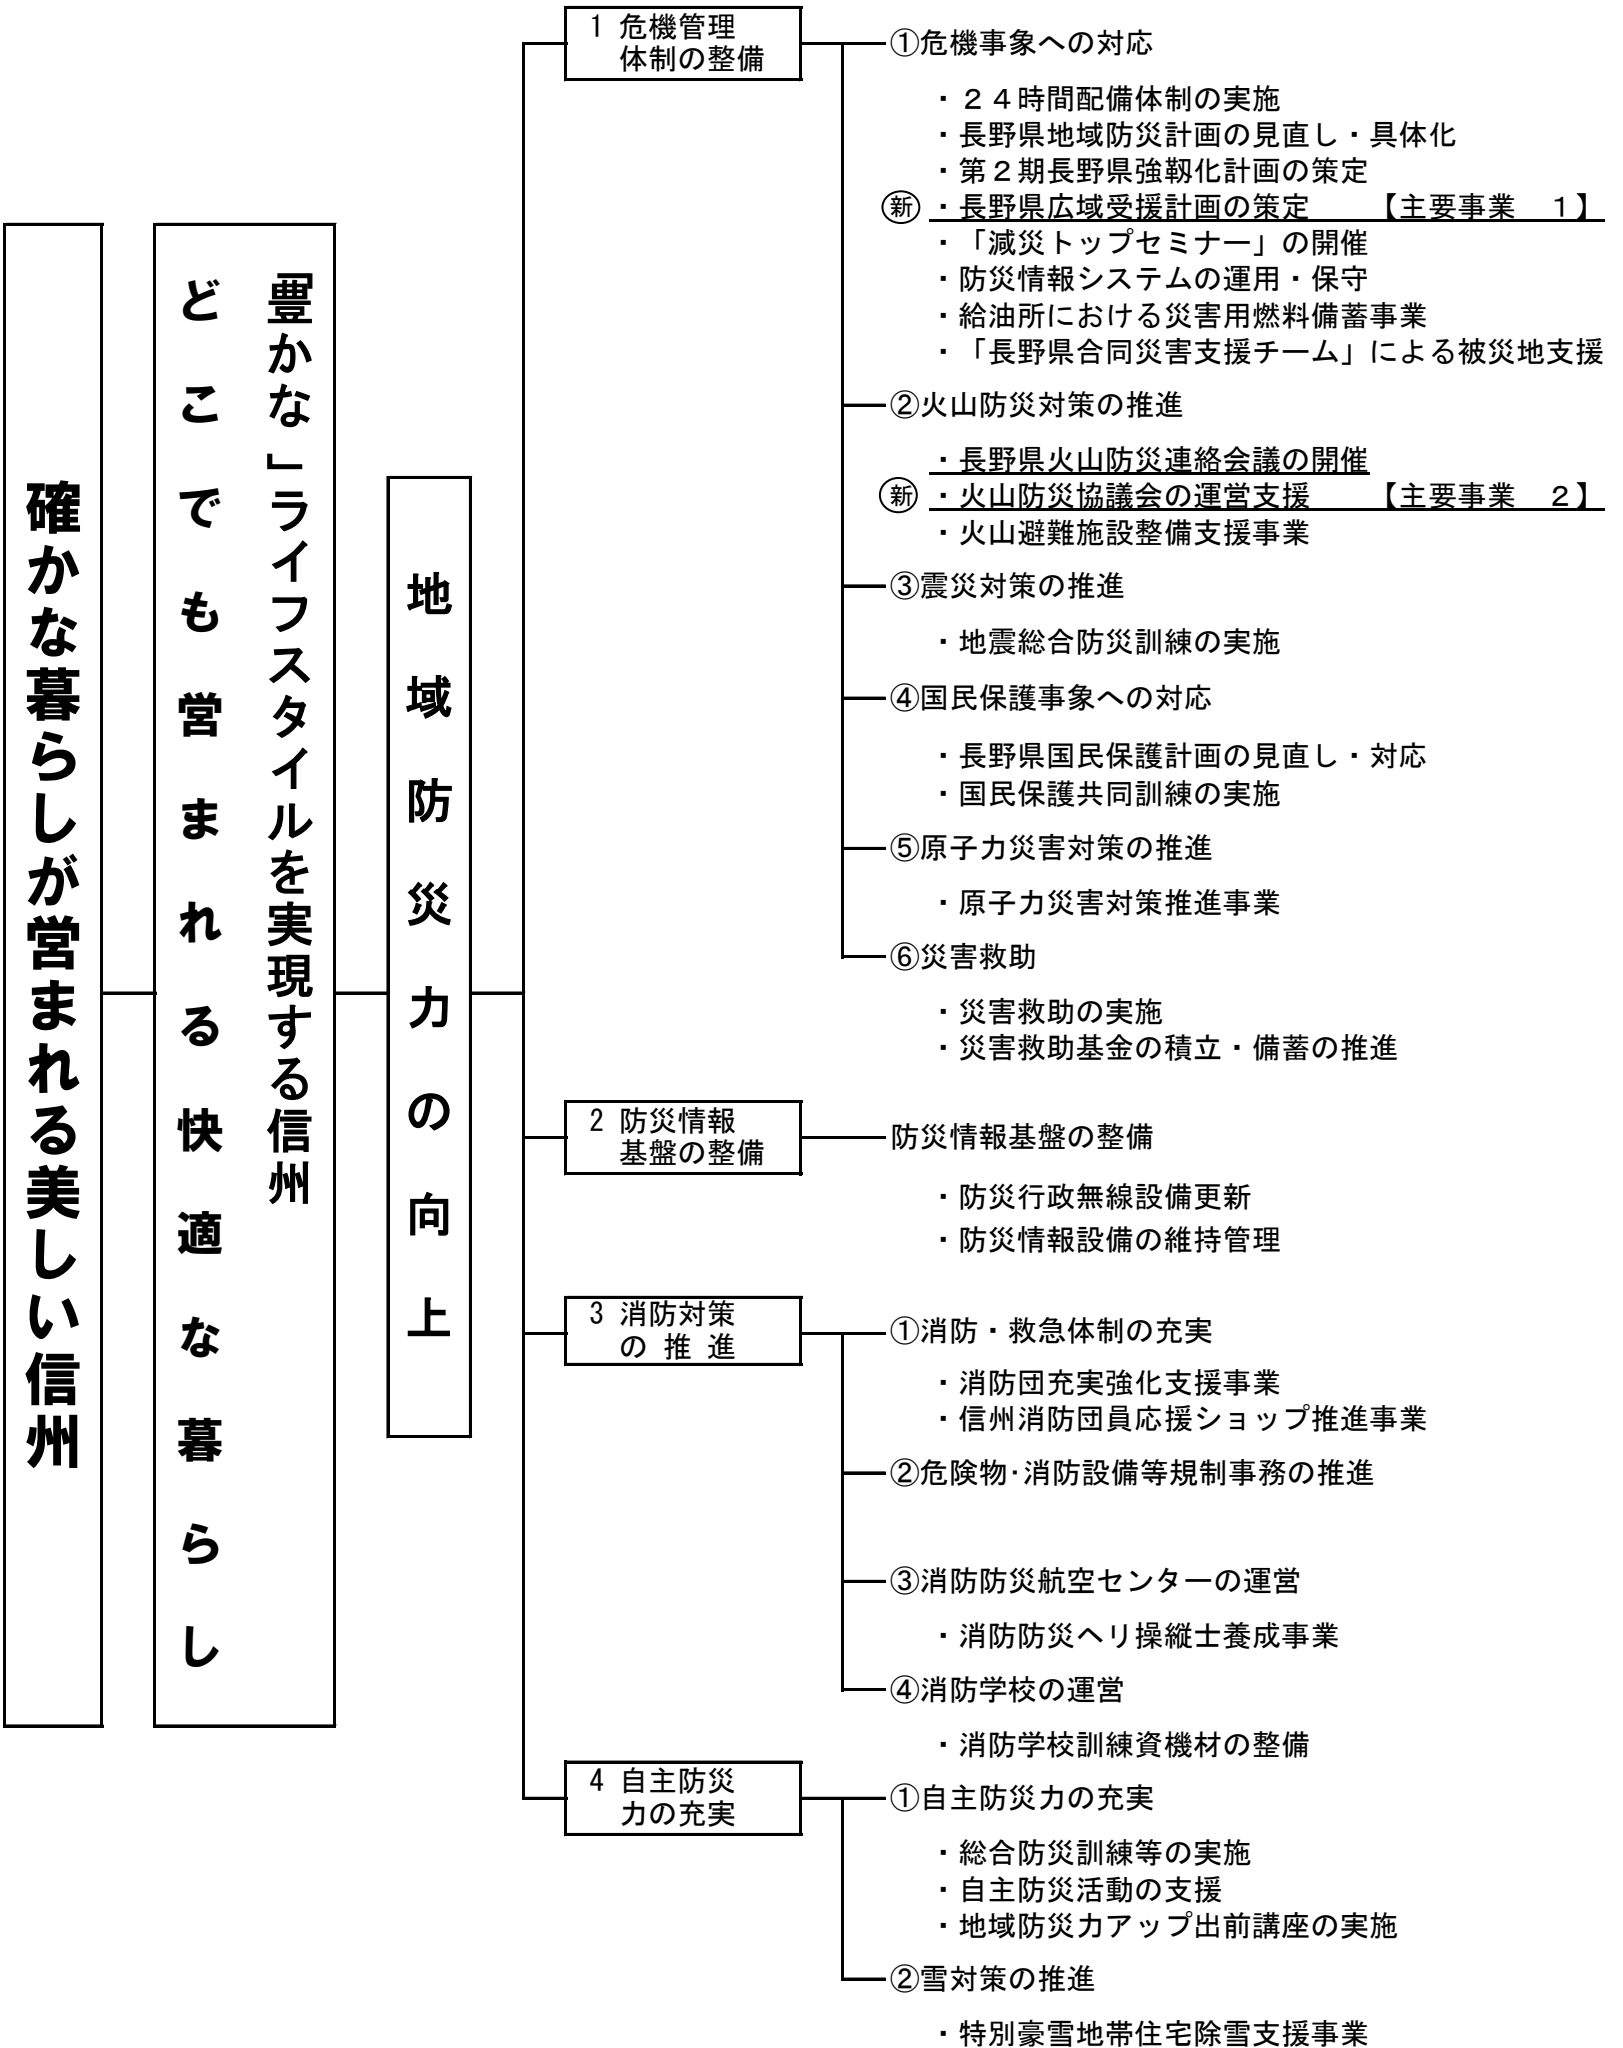 確かな暮らしが営まれる美しい信州
「豊かな」ライフスタイルを実現する信州
どこでも営まれる快適な暮らし
地域防災力の向上
1 危機管理
体制の整備
①危機事象への対応
・２４時間配備体制の実施
・長野県地域防災計画の見直し・具体化
・第２期長野県強靱化計画の策定
新 ・長野県広域受援計画の策定 【主要事業 １】
・「減災トップセミナー」の開催
・防災情報システムの運用・保守
・給油所における災害用燃料備蓄事業
・「長野県合同災害支援チーム」による被災地支援
②火山防災対策の推進
・長野県火山防災連絡会議の開催
新 ・火山防災協議会の運営支援 【主要事業 ２】
・火山避難施設整備支援事業
③震災対策の推進
・地震総合防災訓練の実施
④国民保護事象への対応
・長野県国民保護計画の見直し・対応
・国民保護共同訓練の実施
⑤原子力災害対策の推進
・原子力災害対策推進事業
⑥災害救助
・災害救助の実施
・災害救助基金の積立・備蓄の推進
2 防災情報
基盤の整備
防災情報基盤の整備
・防災行政無線設備更新
・防災情報設備の維持管理
3 消防対策
の 推 進
①消防・救急体制の充実
・消防団充実強化支援事業
・信州消防団員応援ショップ推進事業
②危険物･消防設備等規制事務の推進
③消防防災航空センターの運営
・消防防災ヘリ操縦士養成事業
④消防学校の運営
・消防学校訓練資機材の整備
4 自主防災
力の充実
①自主防災力の充実
・総合防災訓練等の実施
・自主防災活動の支援
・地域防災力アップ出前講座の実施
②雪対策の推進
・特別豪雪地帯住宅除雪支援事業